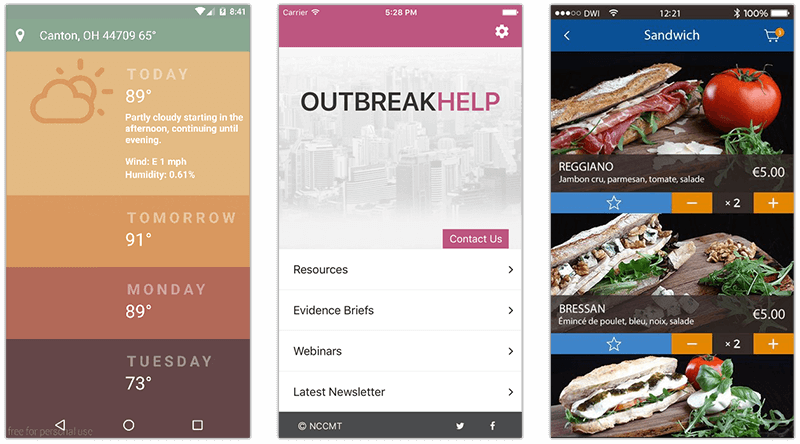 8:41
Canton, OH 44709 65°
TODAY
89°
Partly cloudy starting in the
afternoon, continuing until
evening.
Wind: E 1 mph
Humidity: 0.61%
TOMORROW
91°
MONDAY
89°
TUESDAY
73°
free for personal use
Carrier
5:28 PM
OUTBREAKHELP
Contact Us
Resources
Evidence Briefs
Webinars
Latest Newsletter
© NCCMT
DWI
12:21
100%
Sandwich
REGGIANO
Jambon cru, parmesan, tomate, salade
€5.00
× 2
BRESSAN
Émincé de poulet, bleu, noix, salade
€5.00
× 2